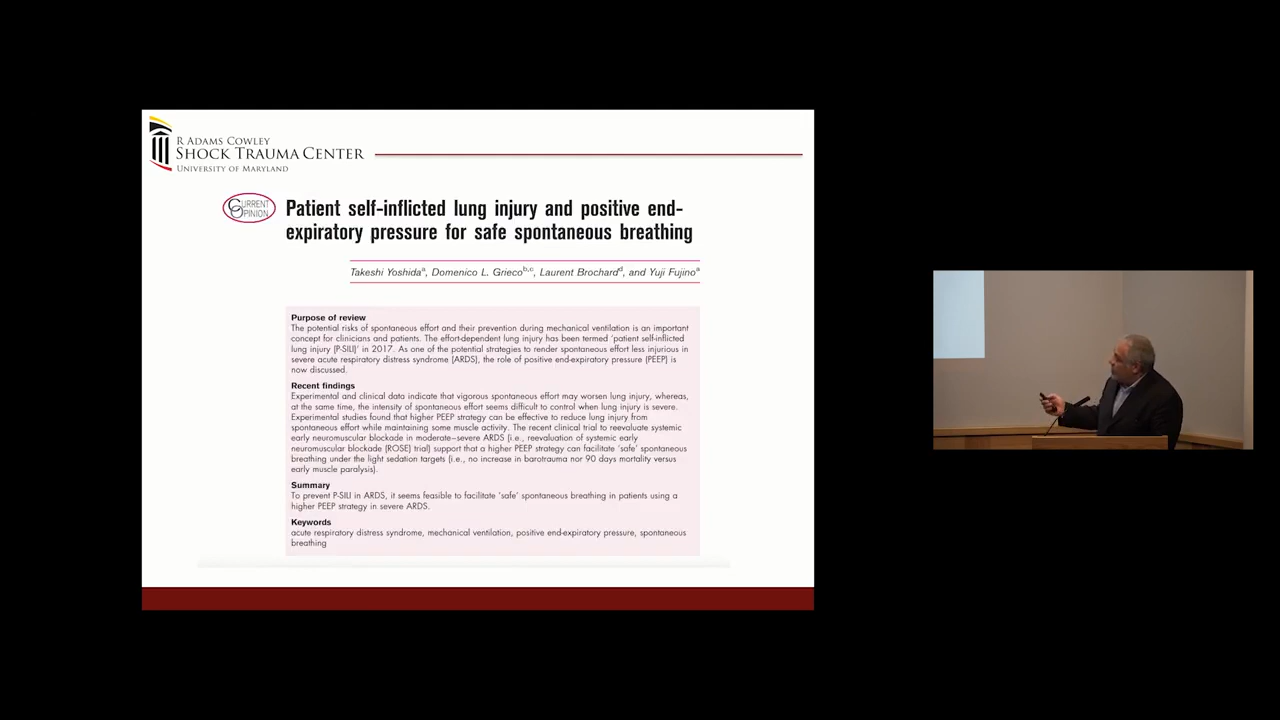 R ADAMS COWLEY
SHOCK TRAUMA CENTER
UNIVERSITY OF MARYLAND
CURRENT
OPINION
Patient self-inflicted lung injury and positive end-
expiratory pressure for safe spontaneous breathing
Takeshi Yoshidaa, Domenico L. Griecob,c, Laurent Brochardd, and Yuji Fujinoa
Purpose of review
The potential risks of spontaneous effort and their prevention during mechanical ventilation is an important
concept for clinicians and patients. The effort-dependent lung injury has been termed 'patient self-inflicted
lung injury (P-SILI)' in 2017. As one of the potential strategies to render spontaneous effort less injurious in
severe acute respiratory distress syndrome (ARDS), the role of positive end-expiratory pressure (PEEP) is
now discussed.
Recent findings
Experimental and clinical data indicate that vigorous spontaneous effort may worsen lung injury, whereas,
at the same time, the intensity of spontaneous effort seems difficult to control when lung injury is severe.
Experimental studies found that higher PEEP strategy can be effective to reduce lung injury from
spontaneous effort while maintaining some muscle activity. The recent clinical trial to reevaluate systemic
early neuromuscular blockade in moderate–severe ARDS (i.e., reevaluation of systemic early
neuromuscular blockade (ROSE) trial) support that a higher PEEP strategy can facilitate 'safe' spontaneous
breathing under the light sedation targets (i.e., no increase in barotrauma nor 90 days mortality versus
early muscle paralysis).
Summary
To prevent P-SILI in ARDS, it seems feasible to facilitate 'safe' spontaneous breathing in patients using a
higher PEEP strategy in severe ARDS.
Keywords
acute respiratory distress syndrome, mechanical ventilation, positive end-expiratory pressure, spontaneous
breathing